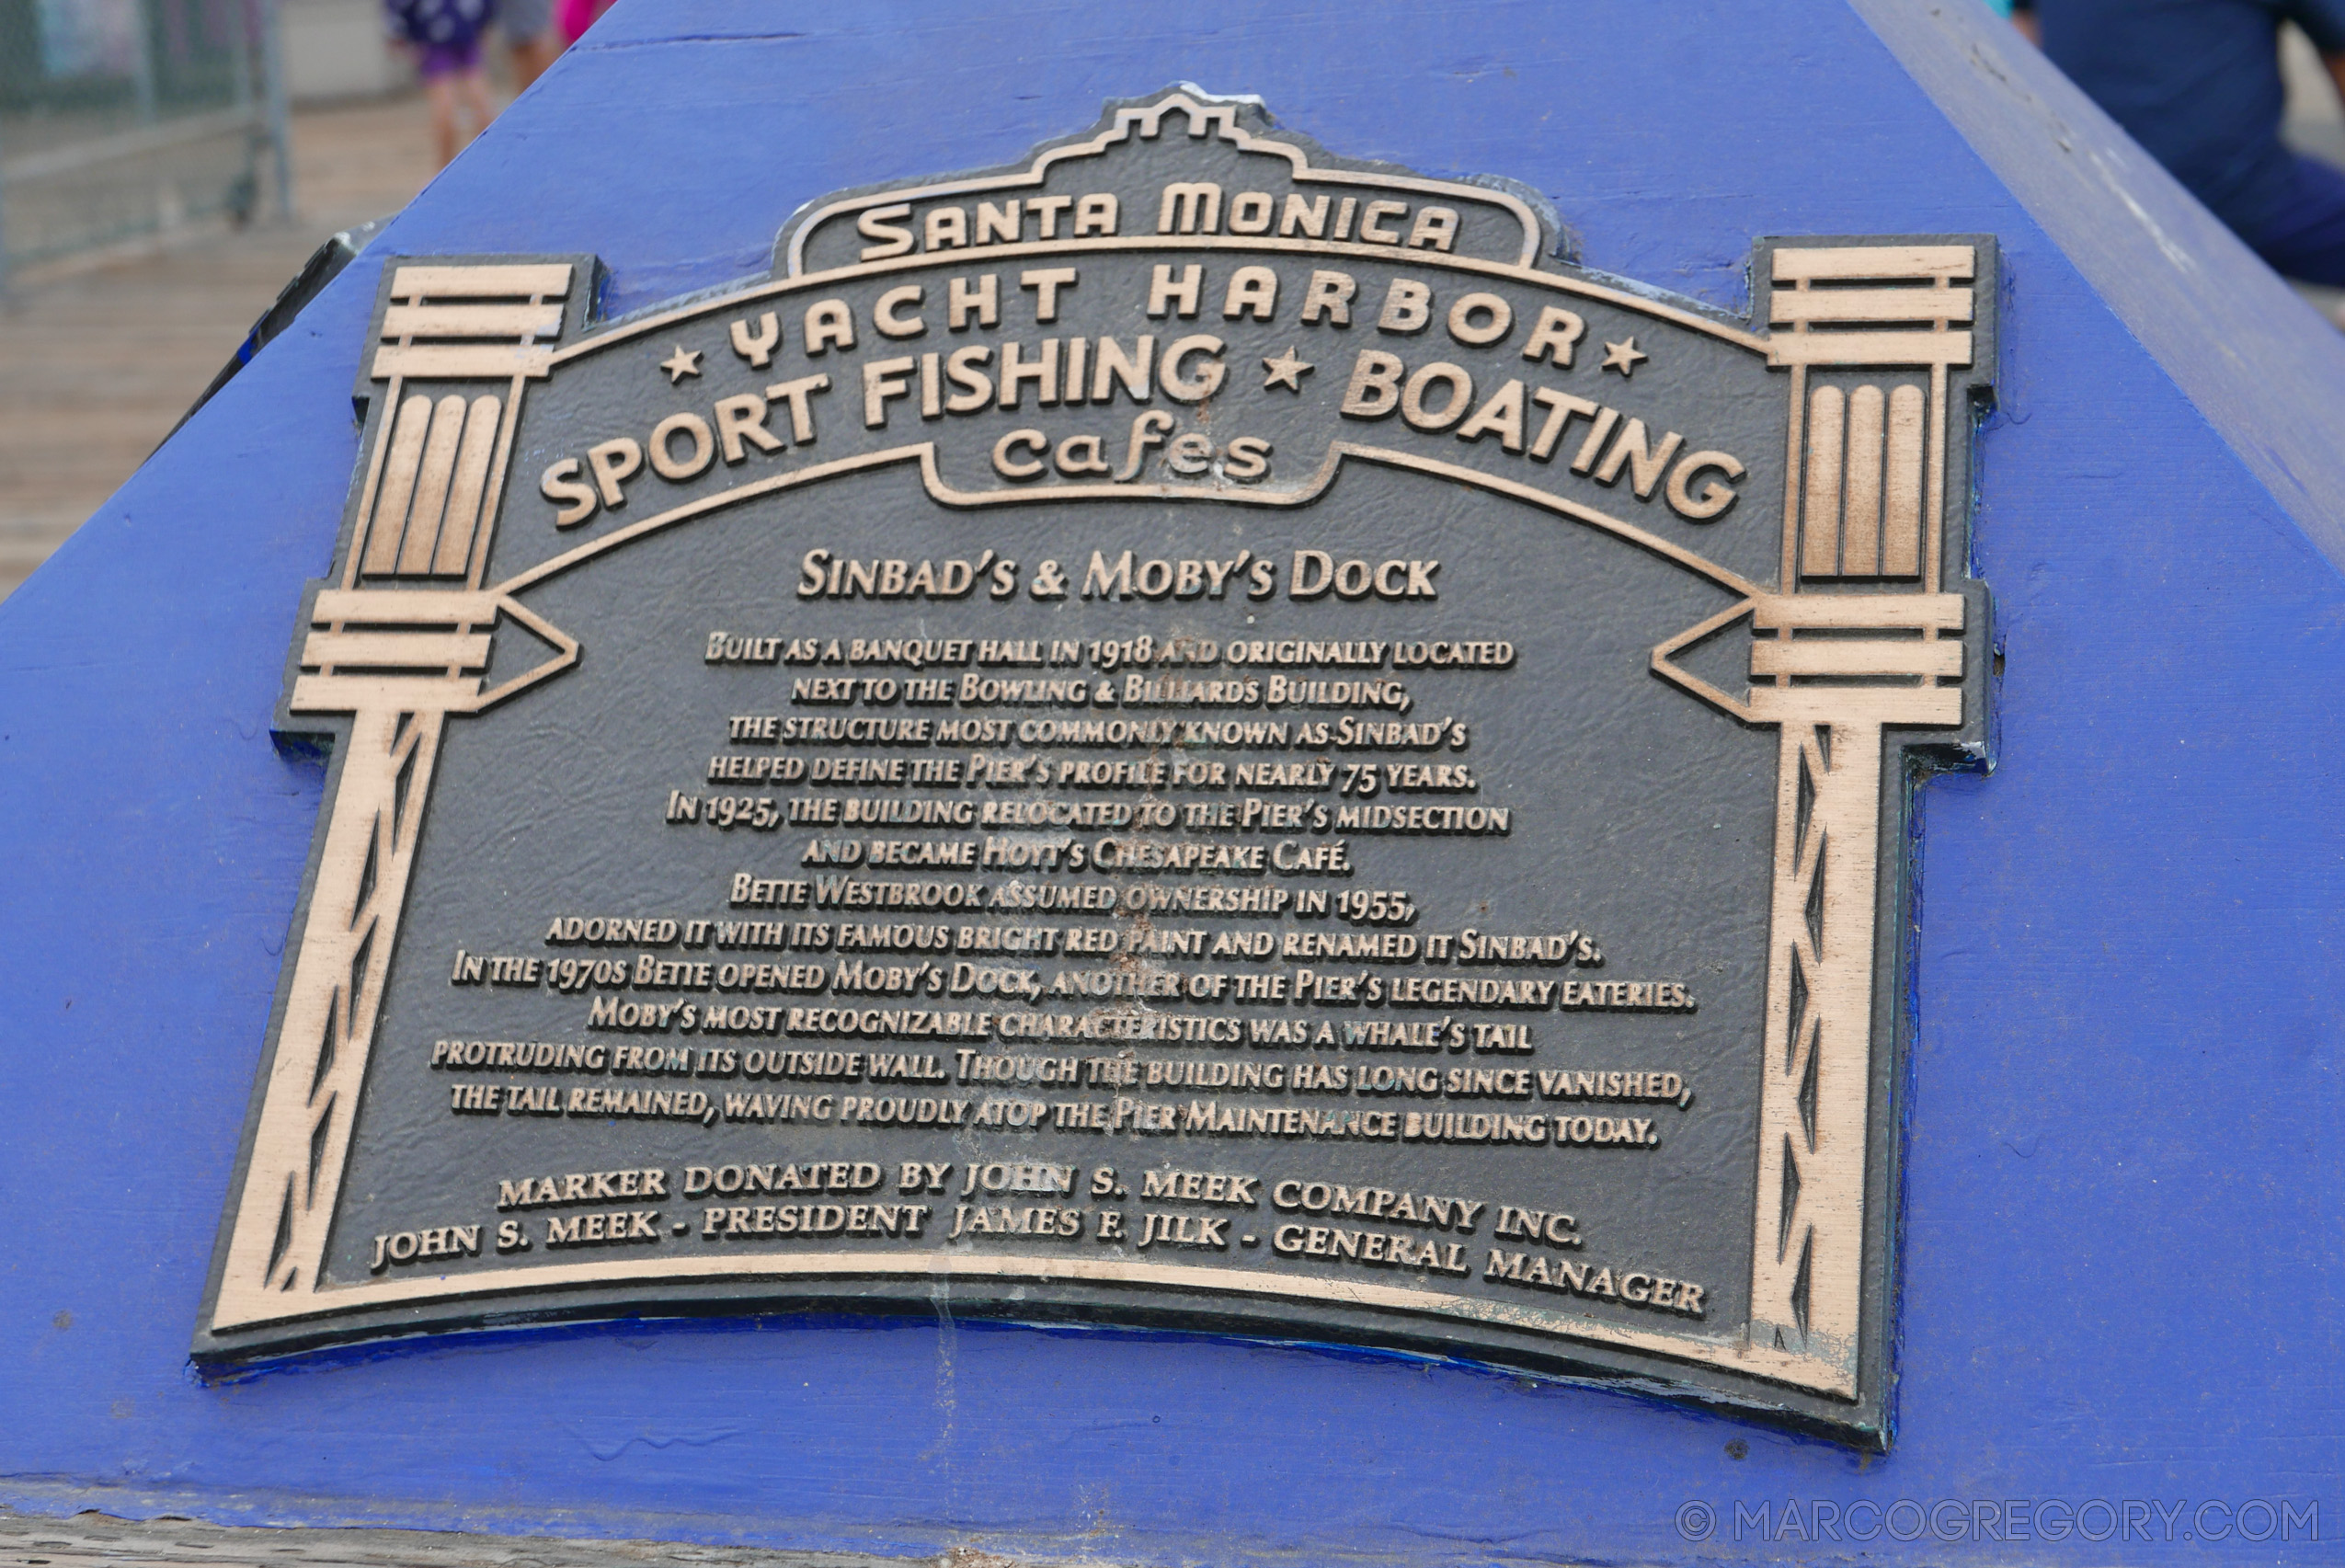 SANTA MONICA
★ YACHT HARBOR ★
SPORT FISHING ★ BOATING
cafes
SINBAD'S & MOBY'S DOCK
BUILT AS A BANQUET HALL IN 1918 AND ORIGINALLY LOCATED
NEXT TO THE BOWLING & BILLIARDS BUILDING,
THE STRUCTURE MOST COMMONLY KNOWN AS SINBAD'S
HELPED DEFINE THE PIER'S PROFILE FOR NEARLY 75 YEARS.
IN 1925, THE BUILDING RELOCATED TO THE PIER'S MIDSECTION
AND BECAME HOYT'S CHESAPEAKE CAFÉ.
BETTE WESTBROOK ASSUMED OWNERSHIP IN 1955,
ADORNED IT WITH ITS FAMOUS BRIGHT RED PAINT AND RENAMED IT SINBAD'S.
IN THE 1970S BETTE OPENED MOBY'S DOCK, ANOTHER OF THE PIER'S LEGENDARY EATERIES.
MOBY'S MOST RECOGNIZABLE CHARACTERISTICS WAS A WHALE'S TAIL
PROTRUDING FROM ITS OUTSIDE WALL. THOUGH THE BUILDING HAS LONG SINCE VANISHED,
THE TAIL REMAINED, WAVING PROUDLY ATOP THE PIER MAINTENANCE BUILDING TODAY.
MARKER DONATED BY JOHN S. MEEK COMPANY INC.
JOHN S. MEEK - PRESIDENT JAMES F. JILK - GENERAL MANAGER
© MARCOGREGORY.COM